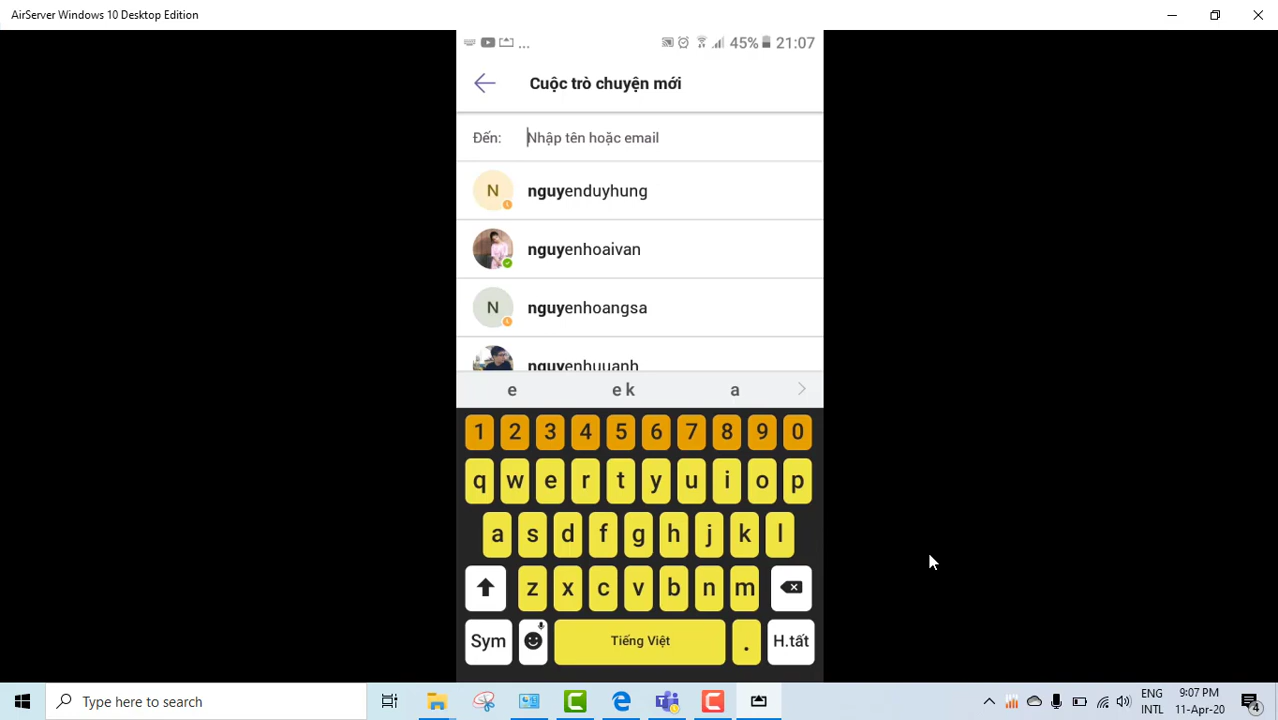 AirServer Windows 10 Desktop Edition
... 45% 21:07
Cuộc trò chuyện mới
Đến: Nhập tên hoặc email
N nguyenduyhung
nguyenhoaivan
N nguyenhoangsa
nguyenhuuanh
e e k a
1 2 3 4 5 6 7 8 9 0
q w e r t y u i o p
a s d f g h j k l
z x c v b n m
Sym Tiếng Việt . H.tất
Type here to search
ENG
INTL
9:07 PM
11-Apr-20
4